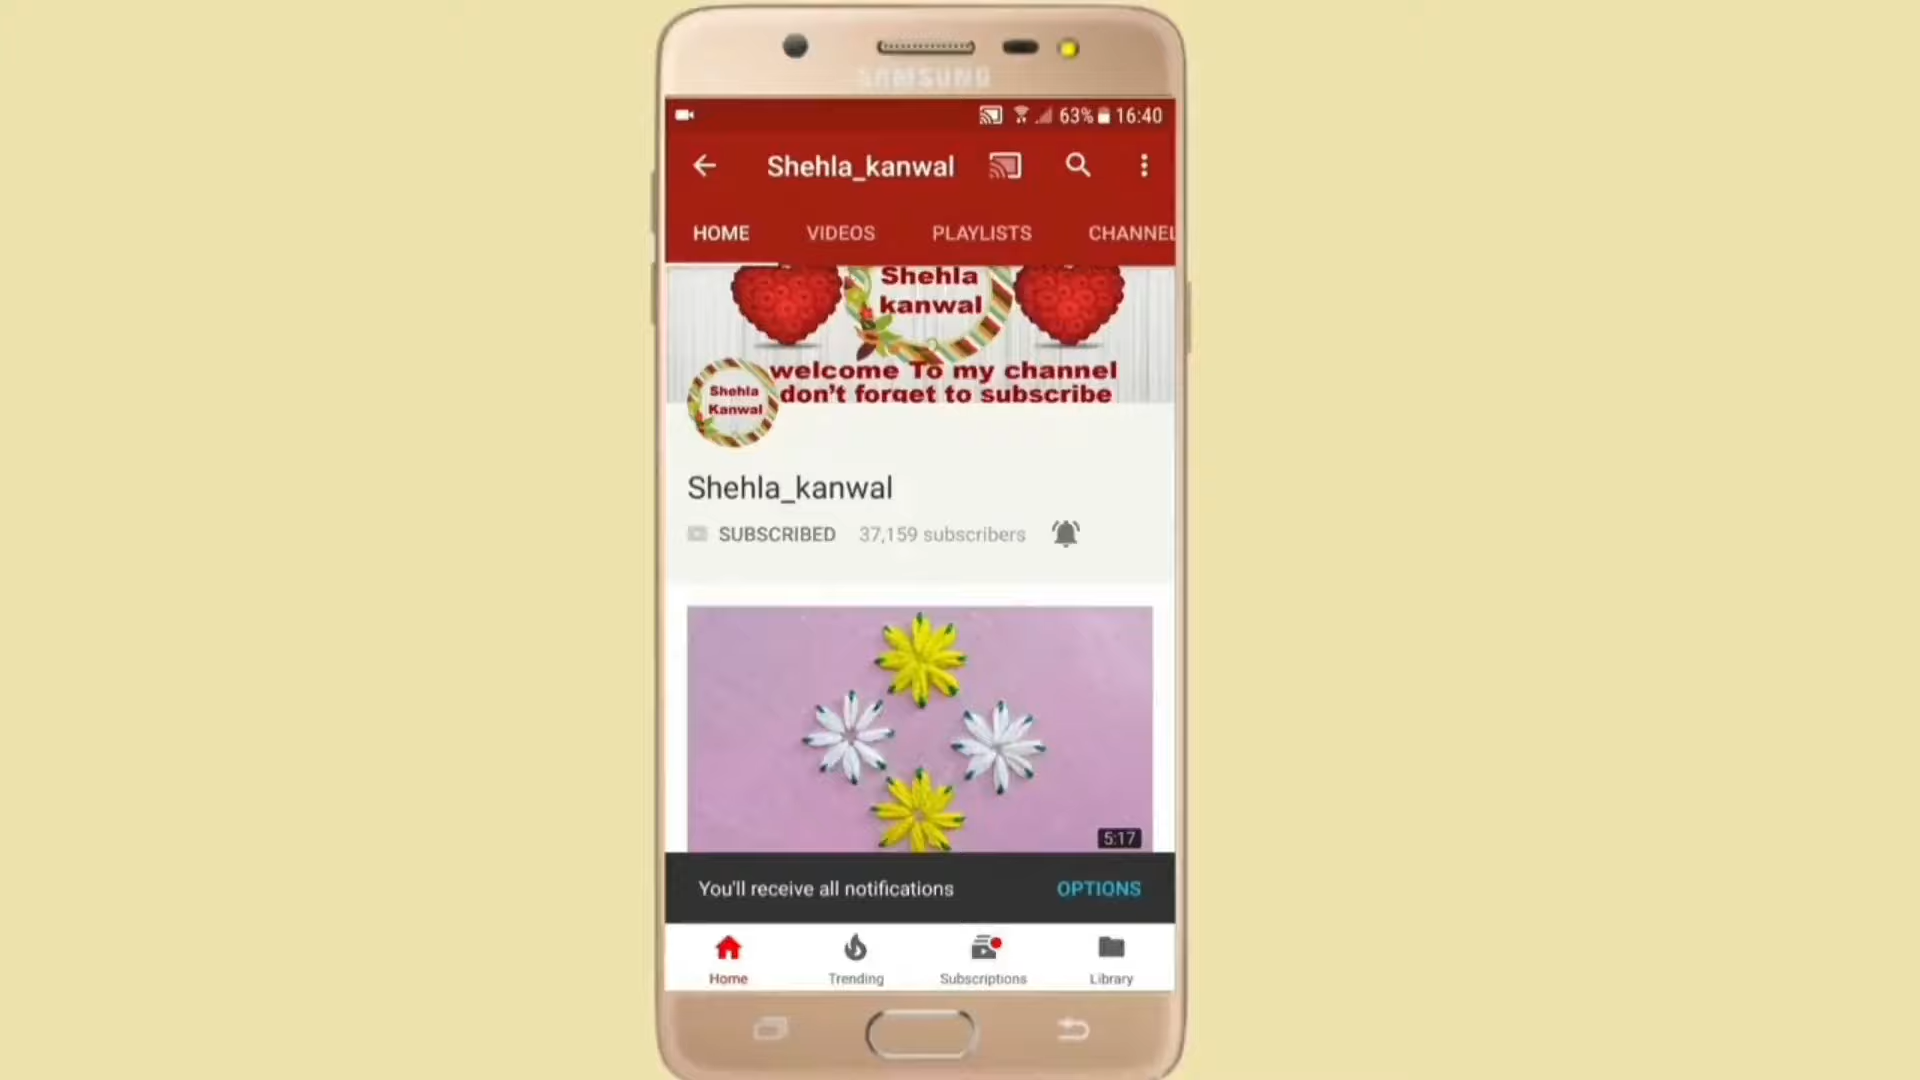 SAMSUNG
63% 16:40
Shehla_kanwal
HOME VIDEOS PLAYLISTS CHANNEL
Shehla
kanwal
welcome To my channel
don't forget to subscribe
Shehla
Kanwal
Shehla_kanwal
SUBSCRIBED 37,159 subscribers
5:17
You'll receive all notifications OPTIONS
Home Trending Subscriptions Library